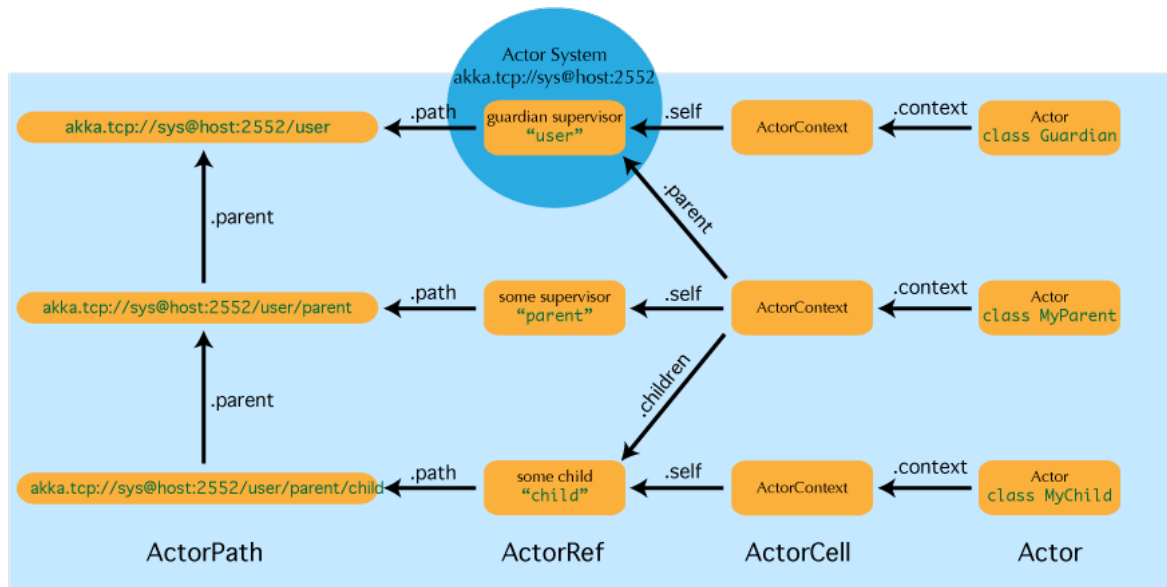 Actor System
akka.tcp://sys@host:2552
akka.tcp://sys@host:2552/user
.path
guardian supervisor
“user”
.self
ActorContext
.context
Actor
class Guardian
.parent
.parent
akka.tcp://sys@host:2552/user/parent
.path
some supervisor
“parent”
.self
ActorContext
.context
Actor
class MyParent
.parent
.children
akka.tcp://sys@host:2552/user/parent/child
.path
some child
“child”
.self
ActorContext
.context
Actor
class MyChild
ActorPath
ActorRef
ActorCell
Actor